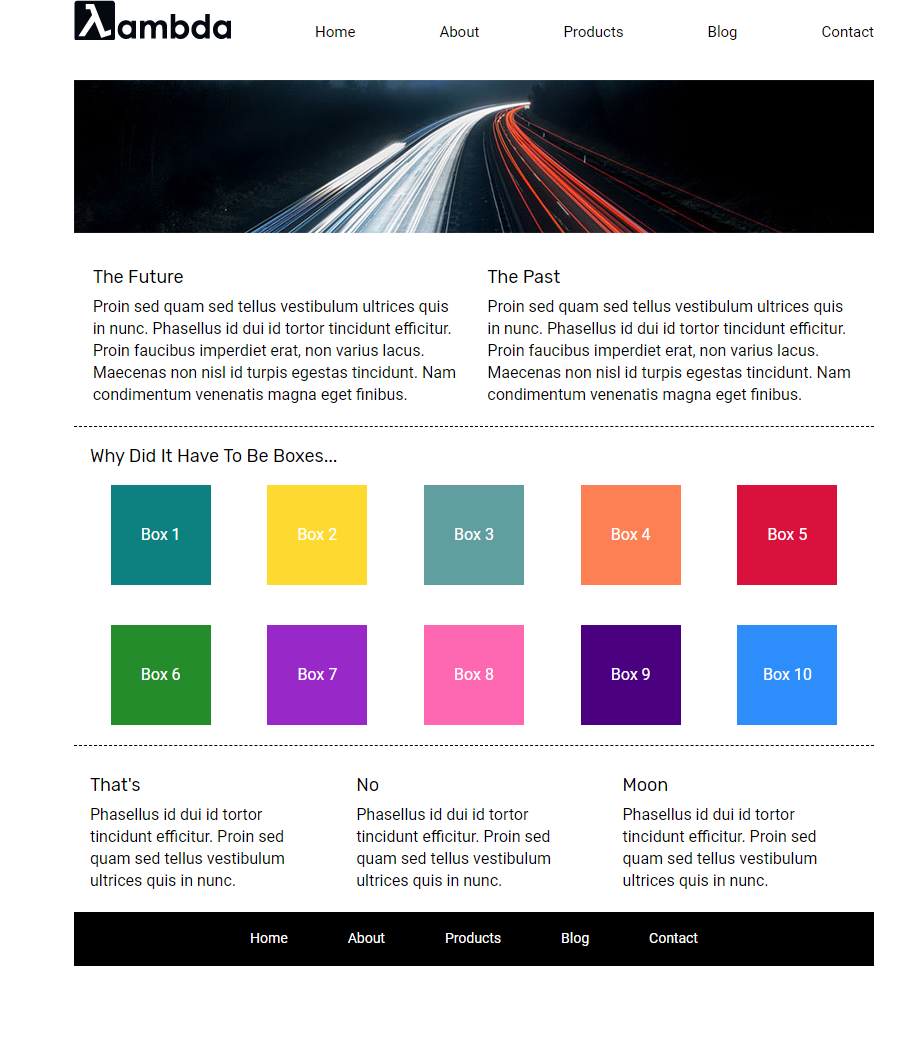 λambda
Home About Products Blog Contact
The Future
Proin sed quam sed tellus vestibulum ultrices quis
in nunc. Phasellus id dui id tortor tincidunt efficitur.
Proin faucibus imperdiet erat, non varius lacus.
Maecenas non nisl id turpis egestas tincidunt. Nam
condimentum venenatis magna eget finibus.
The Past
Proin sed quam sed tellus vestibulum ultrices quis
in nunc. Phasellus id dui id tortor tincidunt efficitur.
Proin faucibus imperdiet erat, non varius lacus.
Maecenas non nisl id turpis egestas tincidunt. Nam
condimentum venenatis magna eget finibus.
Why Did It Have To Be Boxes...
Box 1 Box 2 Box 3 Box 4 Box 5
Box 6 Box 7 Box 8 Box 9 Box 10
That's
Phasellus id dui id tortor
tincidunt efficitur. Proin sed
quam sed tellus vestibulum
ultrices quis in nunc.
No
Phasellus id dui id tortor
tincidunt efficitur. Proin sed
quam sed tellus vestibulum
ultrices quis in nunc.
Moon
Phasellus id dui id tortor
tincidunt efficitur. Proin sed
quam sed tellus vestibulum
ultrices quis in nunc.
Home About Products Blog Contact